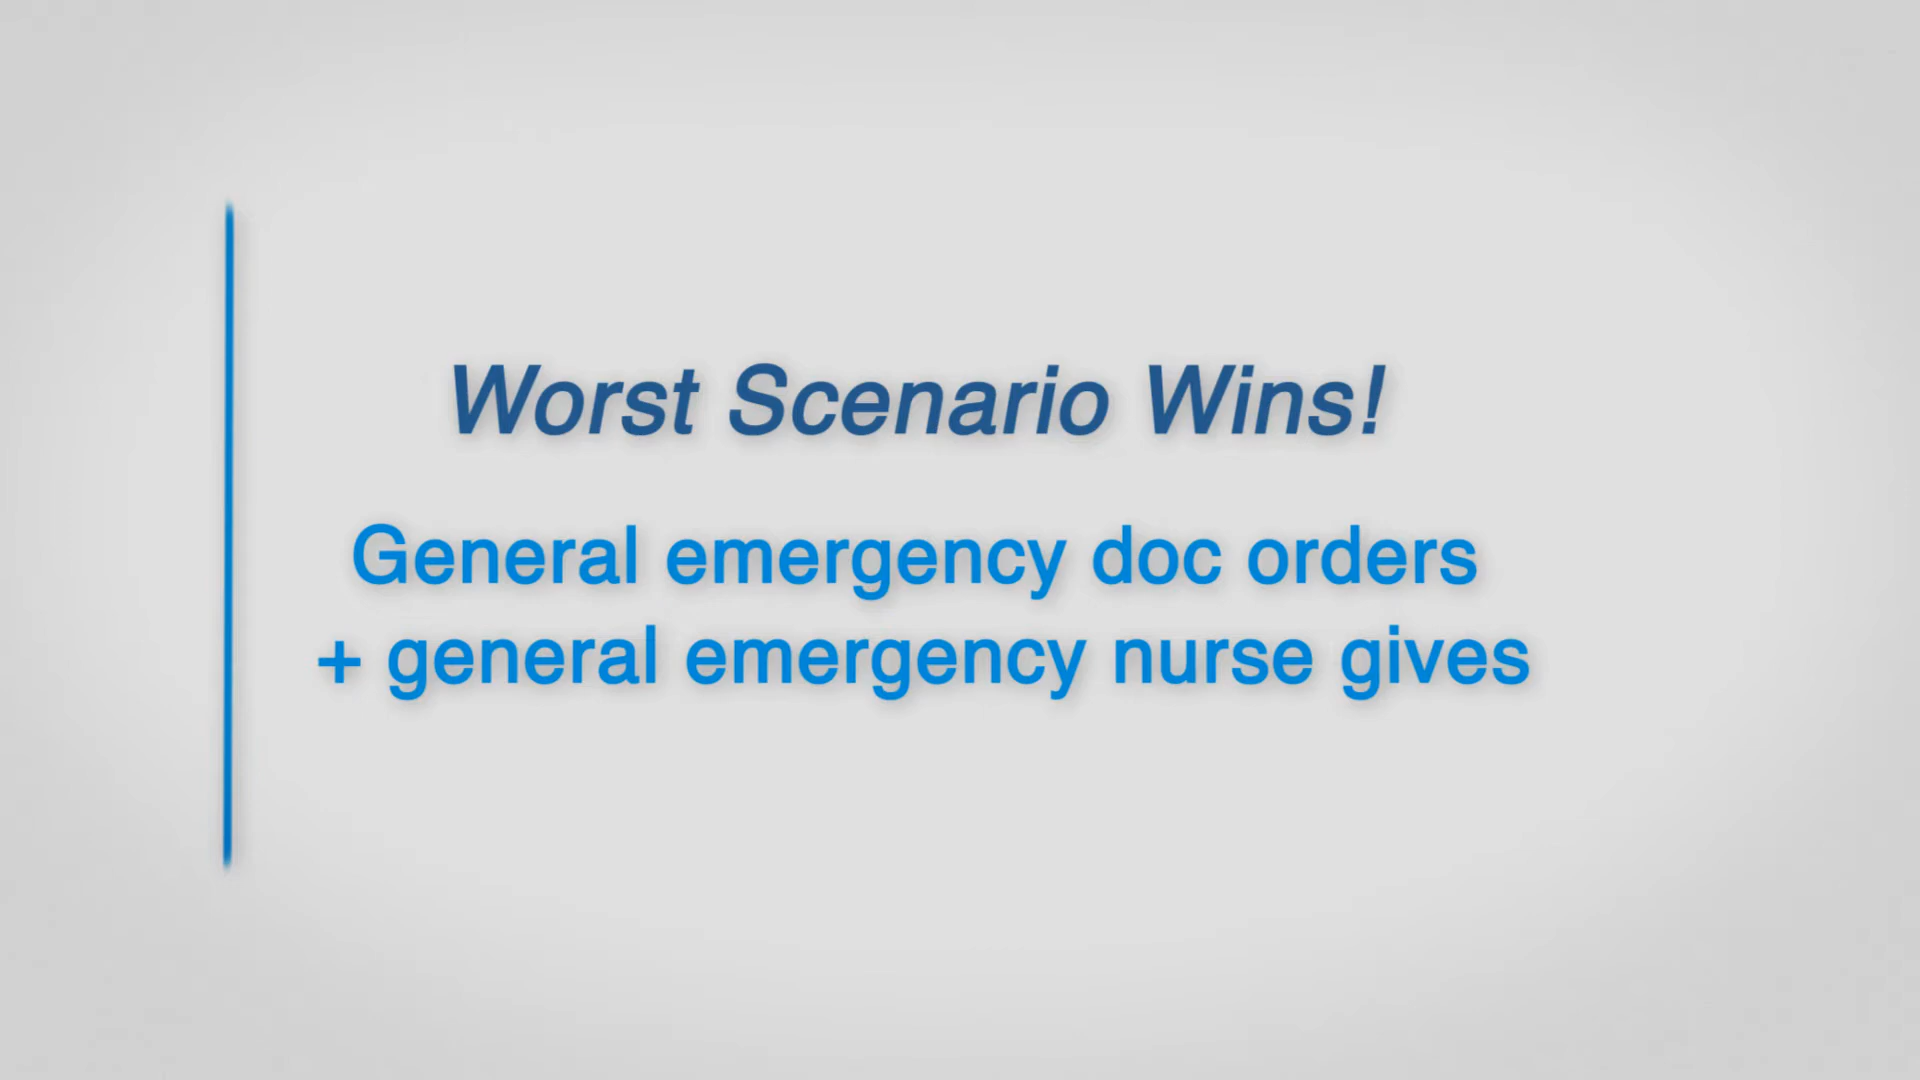 Worst Scenario Wins!
General emergency doc orders
+ general emergency nurse gives